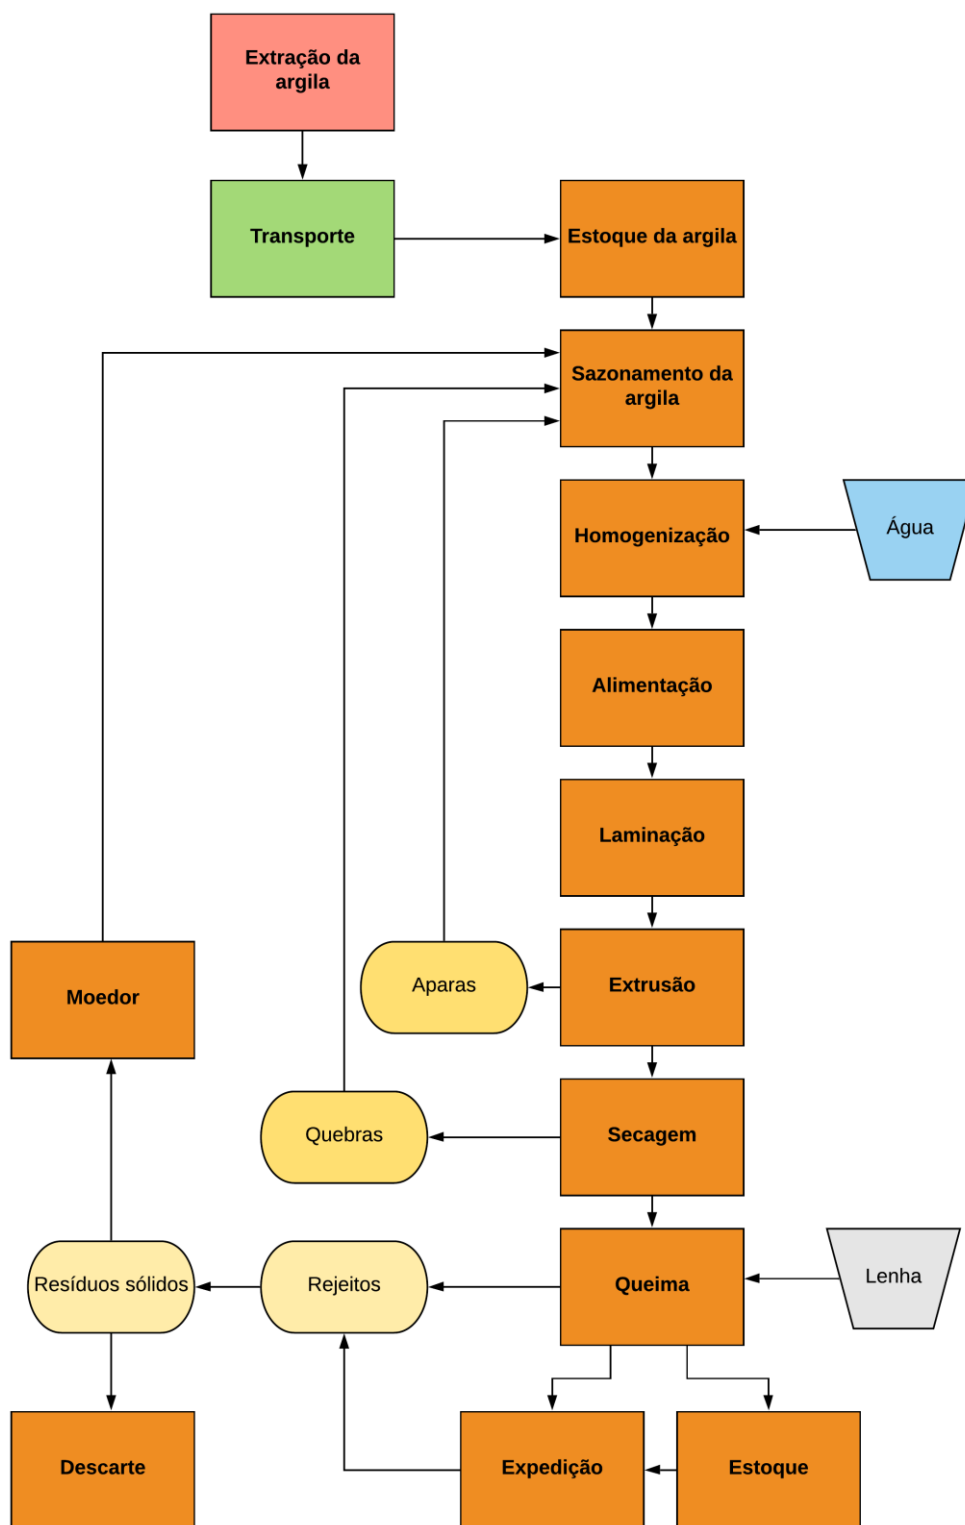 Extração da
argila
Transporte
Estoque da argila
Sazonamento da
argila
Homogenização
Água
Alimentação
Laminação
Moedor
Aparas
Extrusão
Quebras
Secagem
Resíduos sólidos
Rejeitos
Queima
Lenha
Descarte
Expedição
Estoque